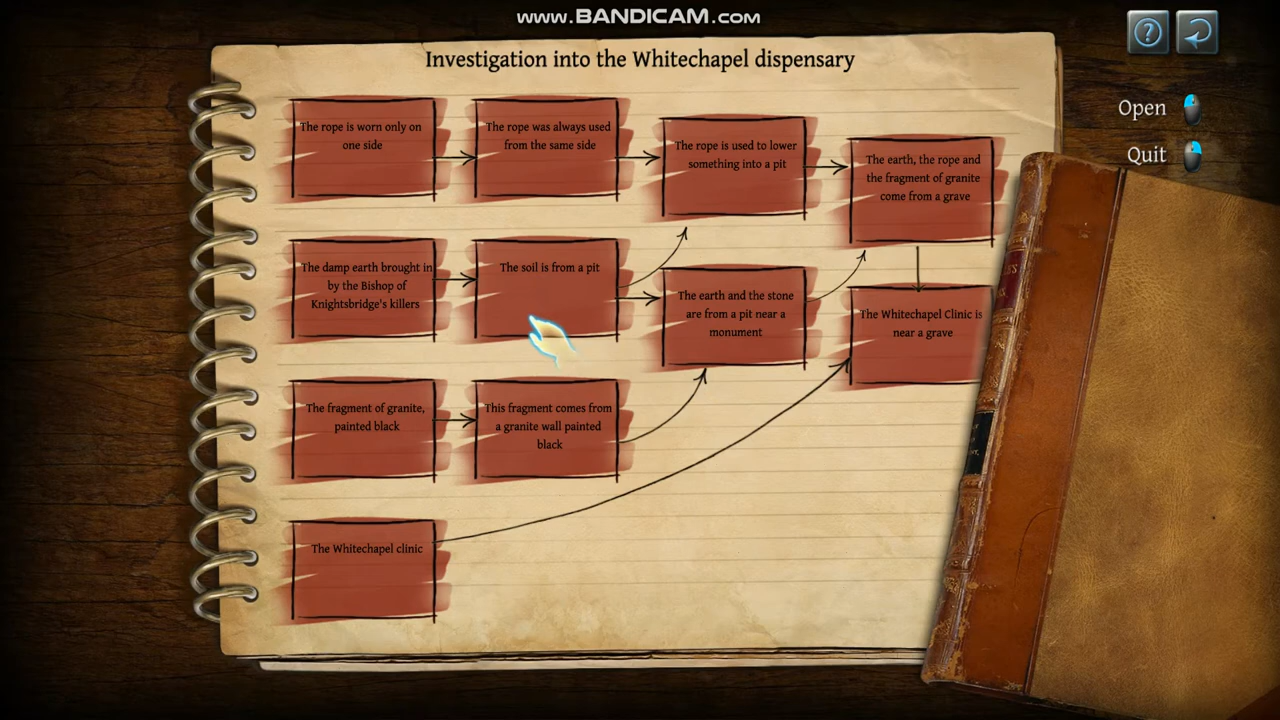 www.BANDICAM.com
Investigation into the Whitechapel dispensary
Open
Quit
The rope is worn only on
one side
The rope was always used
from the same side
The rope is used to lower
something into a pit
The earth, the rope and
the fragment of granite
come from a grave
The damp earth brought in
by the Bishop of
Knightsbridge's killers
The soil is from a pit
The earth and the stone
are from a pit near a
monument
The Whitechapel Clinic is
near a grave
The fragment of granite,
painted black
This fragment comes from
a granite wall painted
black
The Whitechapel clinic